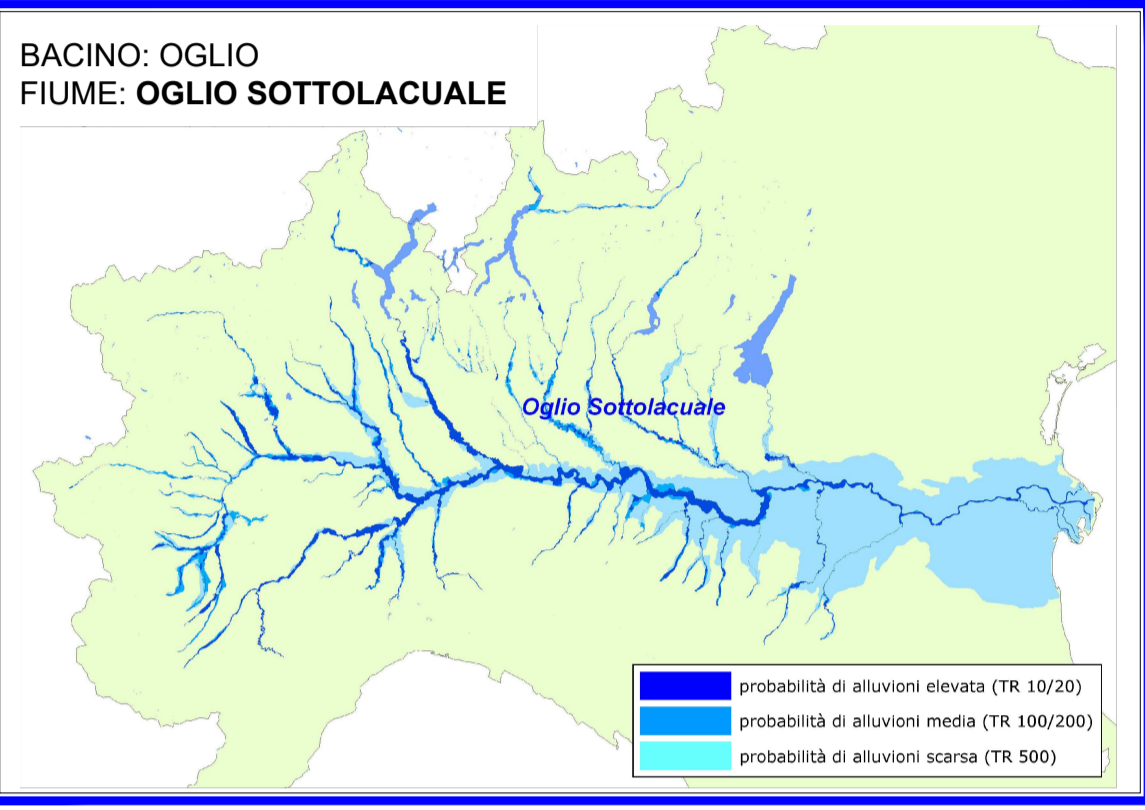 BACINO: OGLIO
FIUME: OGLIO SOTTOLACUALE
Oglio Sottolacuale
probabilità di alluvioni elevata (TR 10/20)
probabilità di alluvioni media (TR 100/200)
probabilità di alluvioni scarsa (TR 500)